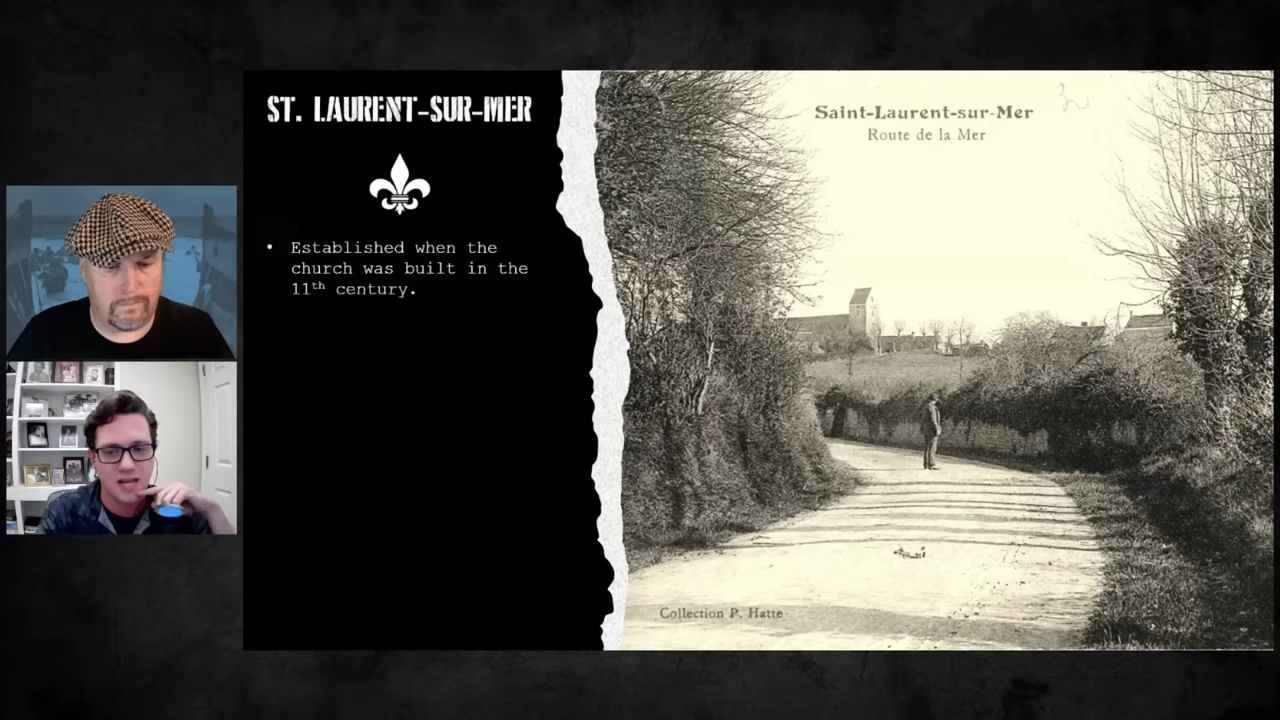 ST. LAURENT-SUR-MER
• Established when the
church was built in the
11th century.
Saint-Laurent-sur-Mer
Route de la Mer
Collection P. Hatte